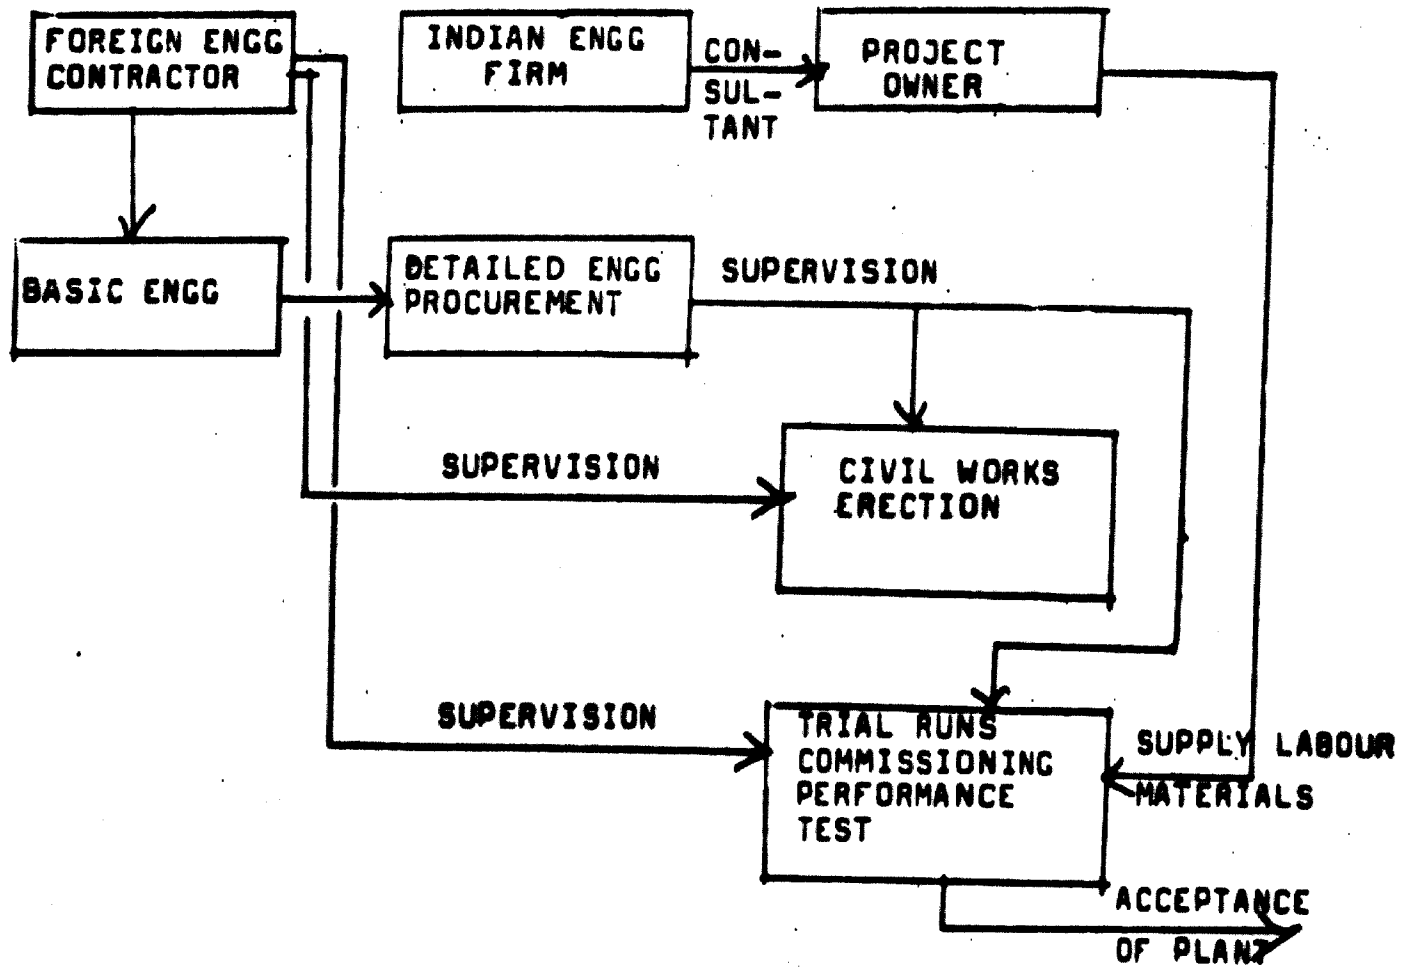 FOREIGN ENGG
CONTRACTOR
INDIAN ENGG
FIRM
CON-
SUL-
TANT
PROJECT
OWNER
BASIC ENGG
DETAILED ENGG
PROCUREMENT
SUPERVISION
SUPERVISION
CIVIL WORKS
ERECTION
SUPERVISION
TRIAL RUNS
COMMISSIONING
PERFORMANCE
TEST
SUPPLY LABOUR
MATERIALS
ACCEPTANCE
OF PLANT